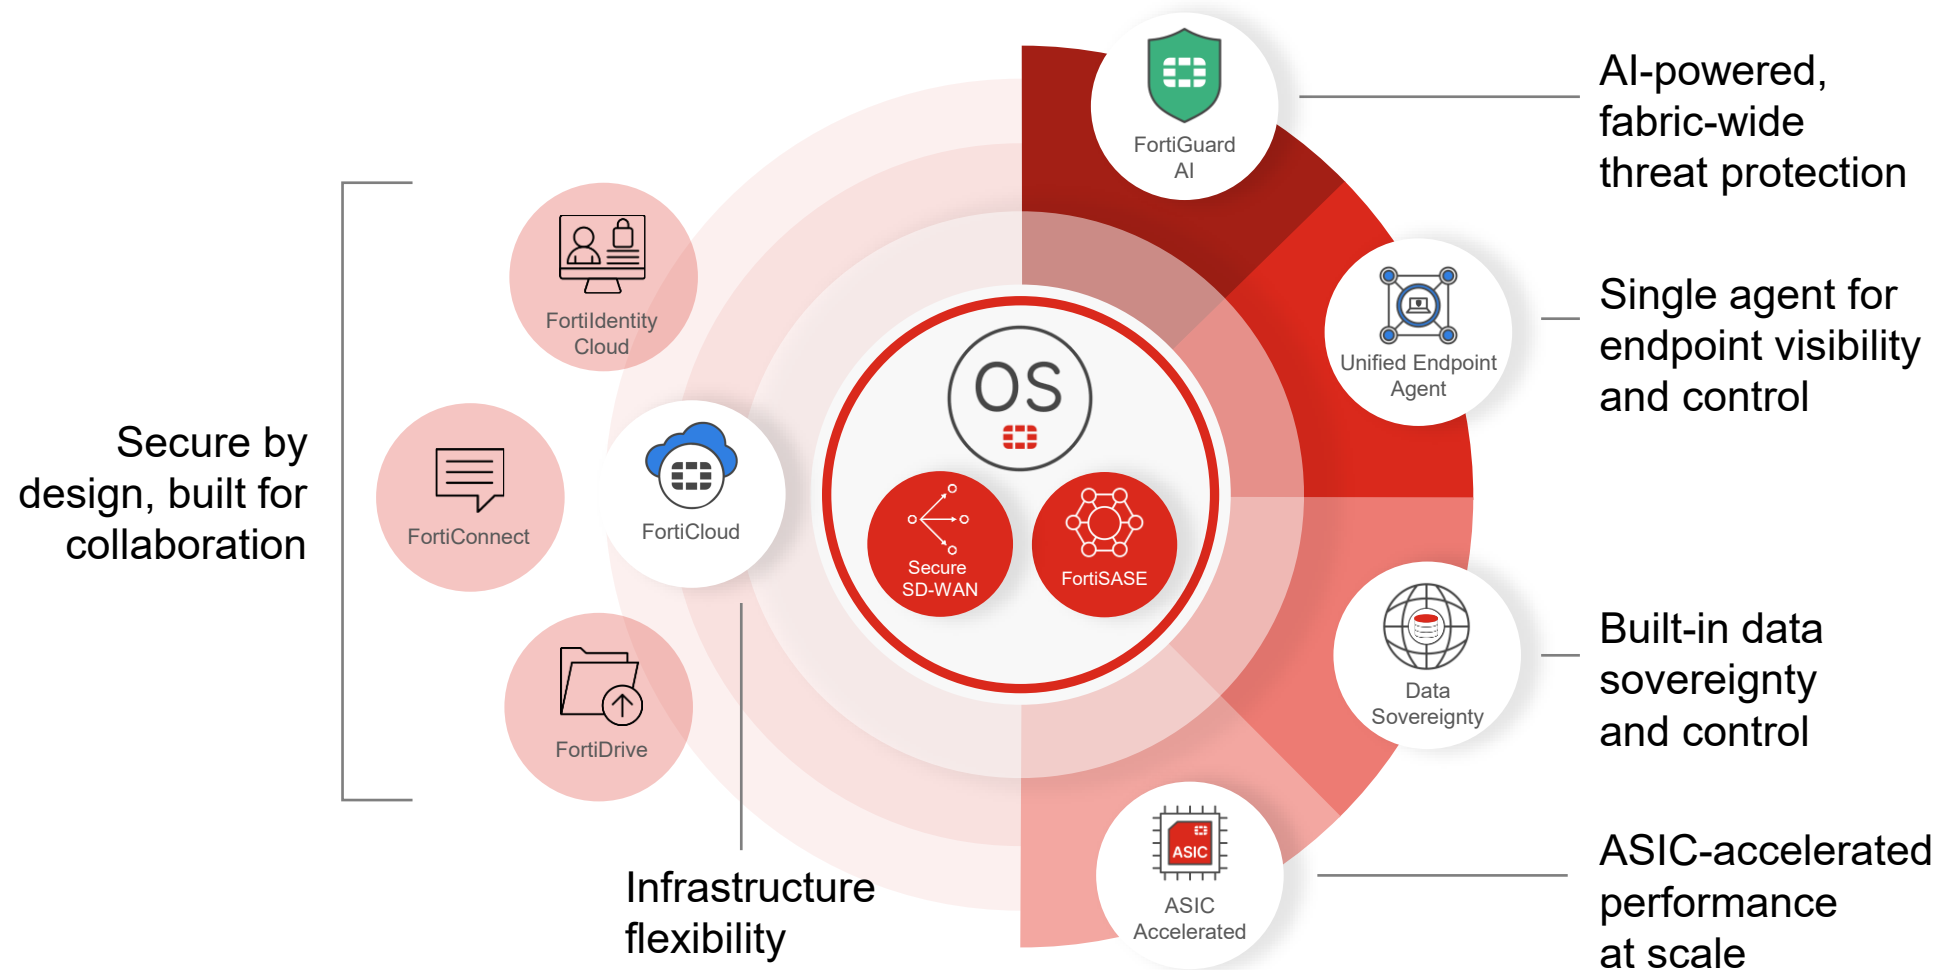 FortiGuard
AI
AI-powered,
fabric-wide
threat protection
FortiIdentity
Cloud
Unified Endpoint
Agent
Single agent for
endpoint visibility
and control
OS
Secure by
design, built for
collaboration
FortiConnect
FortiCloud
Secure
SD-WAN
FortiSASE
FortiDrive
Data
Sovereignty
Built-in data
sovereignty
and control
Infrastructure
flexibility
ASIC
ASIC
Accelerated
ASIC-accelerated
performance
at scale